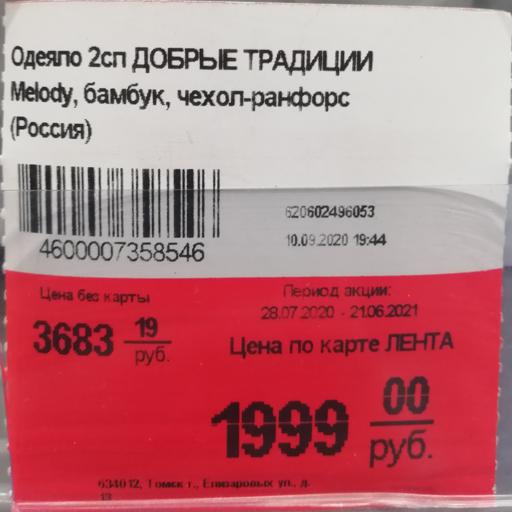 Одеяло 2сп ДОБРЫЕ ТРАДИЦИИ
Melody, бамбук, чехол-ранфорс
(Россия)
620602496053
4600007358546
10.09.2020 19:44
Цена без карты
Период акции:
28.07.2020 - 21.06.2021
3683 19 руб.
Цена по карте ЛЕНТА
1999 00 руб.
634012, Томск г., Елизаровых ул., д.
13